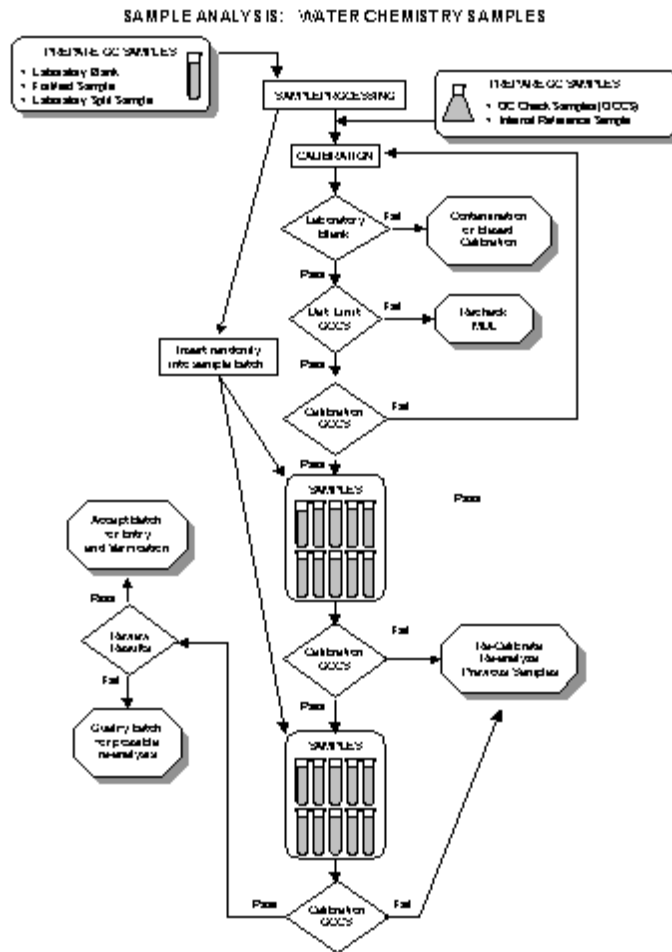 SAMPLE ANALYSIS: WATER CHEMISTRY SAMPLES
PREPARE QC SAMPLES
• Laboratory Blank
• Fortified Sample
• Laboratory Split Sample
SAMPLE PROCESSING
PREPARE QC SAMPLES
• QC Check Samples (QCCS)
• Internal Reference Sample
CALIBRATION
Laboratory
Blank
Fail
Contamination
or Biased
Calibration
Pass
Det. Limit
QCCS
Fail
Recheck
MDL
Insert randomly
into sample batch
Pass
Calibration
QCCS
Fail
Pass
SAMPLES
Pass
Accept Batch
for Entry
and Verification
Pass
Review
Results
Fail
Qualify batch
for possible
re-analysis
Calibration
QCCS
Fail
Re-Calibrate
Re-analyze
Previous Samples
Pass
SAMPLES
Pass
Calibration
QCCS
Fail